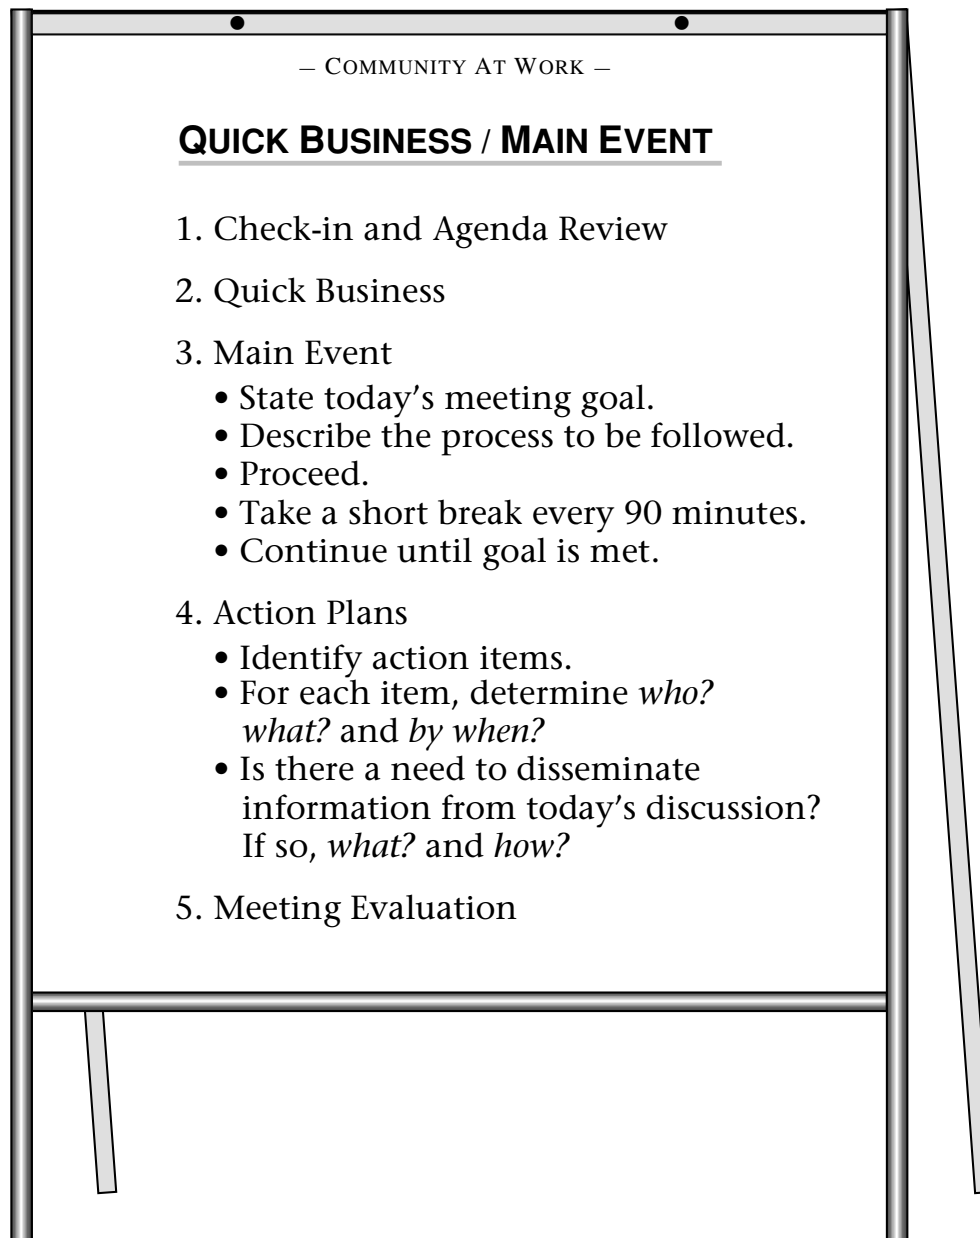 – COMMUNITY AT WORK –
QUICK BUSINESS / MAIN EVENT
1. Check-in and Agenda Review
2. Quick Business
3. Main Event
• State today’s meeting goal.
• Describe the process to be followed.
• Proceed.
• Take a short break every 90 minutes.
• Continue until goal is met.
4. Action Plans
• Identify action items.
• For each item, determine who?
what? and by when?
• Is there a need to disseminate
information from today’s discussion?
If so, what? and how?
5. Meeting Evaluation